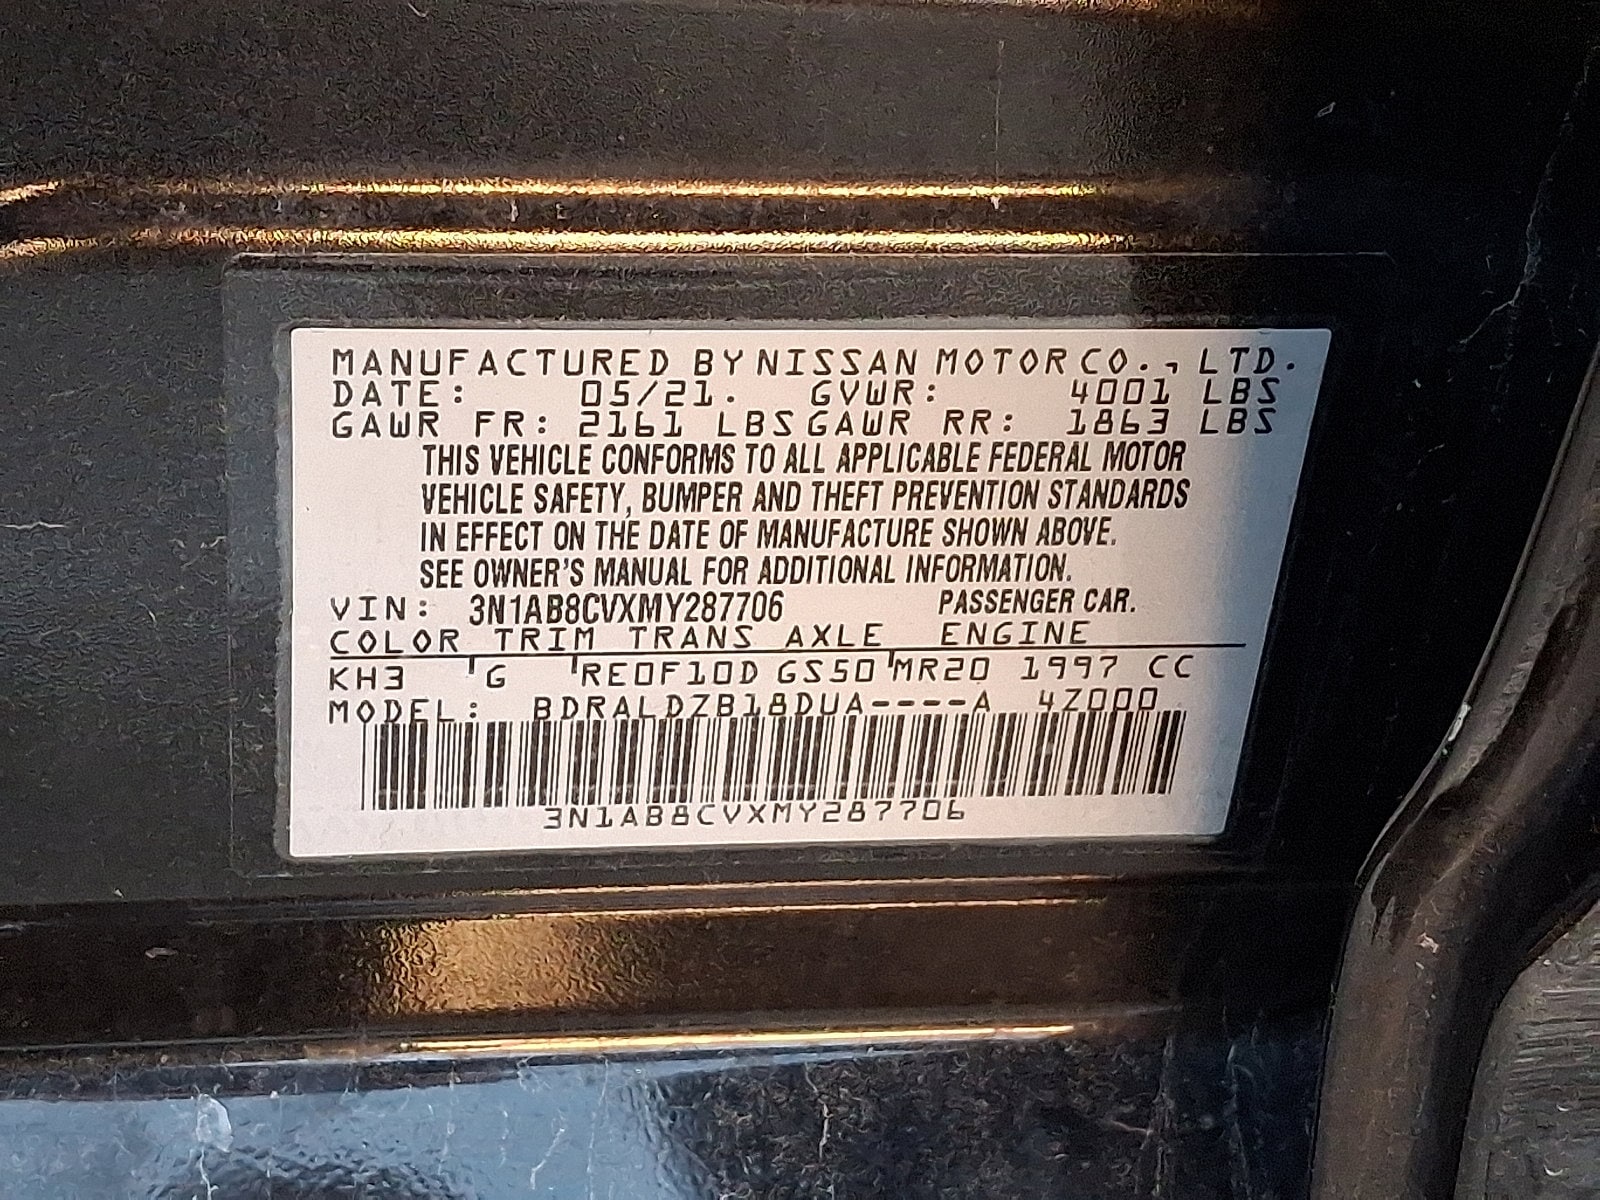 MANUFACTURED BY NISSAN MOTOR CO., LTD.
DATE: 05/21. GVWR: 4001 LBS
GAWR FR: 2161 LBS GAWR RR: 1863 LBS
THIS VEHICLE CONFORMS TO ALL APPLICABLE FEDERAL MOTOR
VEHICLE SAFETY, BUMPER AND THEFT PREVENTION STANDARDS
IN EFFECT ON THE DATE OF MANUFACTURE SHOWN ABOVE.
SEE OWNER'S MANUAL FOR ADDITIONAL INFORMATION.
VIN: 3N1AB8CVXMY287706 PASSENGER CAR.
COLOR TRIM TRANS AXLE ENGINE
KH3 G RE0F10D GS50 MR20 1997 CC
MODEL: BDRALDZB18DUA----A 4Z000
3N1AB8CVXMY287706